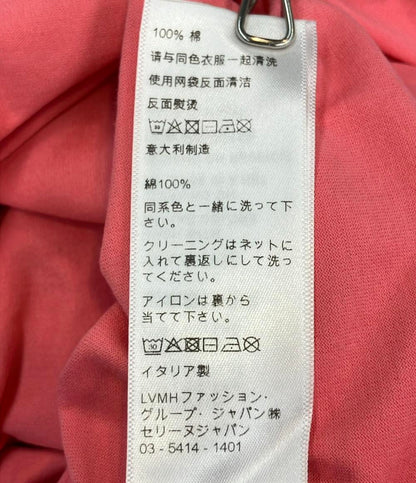 100% 棉
请与同色衣服一起清洗
使用网袋反面清洁
反面熨烫
意大利制造
綿100%
同系色と一緒に洗って下
さい。
クリーニングはネットに
入れて裏返しにして洗っ
てください。
アイロンは裏から
当てて下さい。
30
イタリア製
LVMHファッション・
グループ・ジャパン㈱
セリーヌジャパン
03 - 5414 - 1401